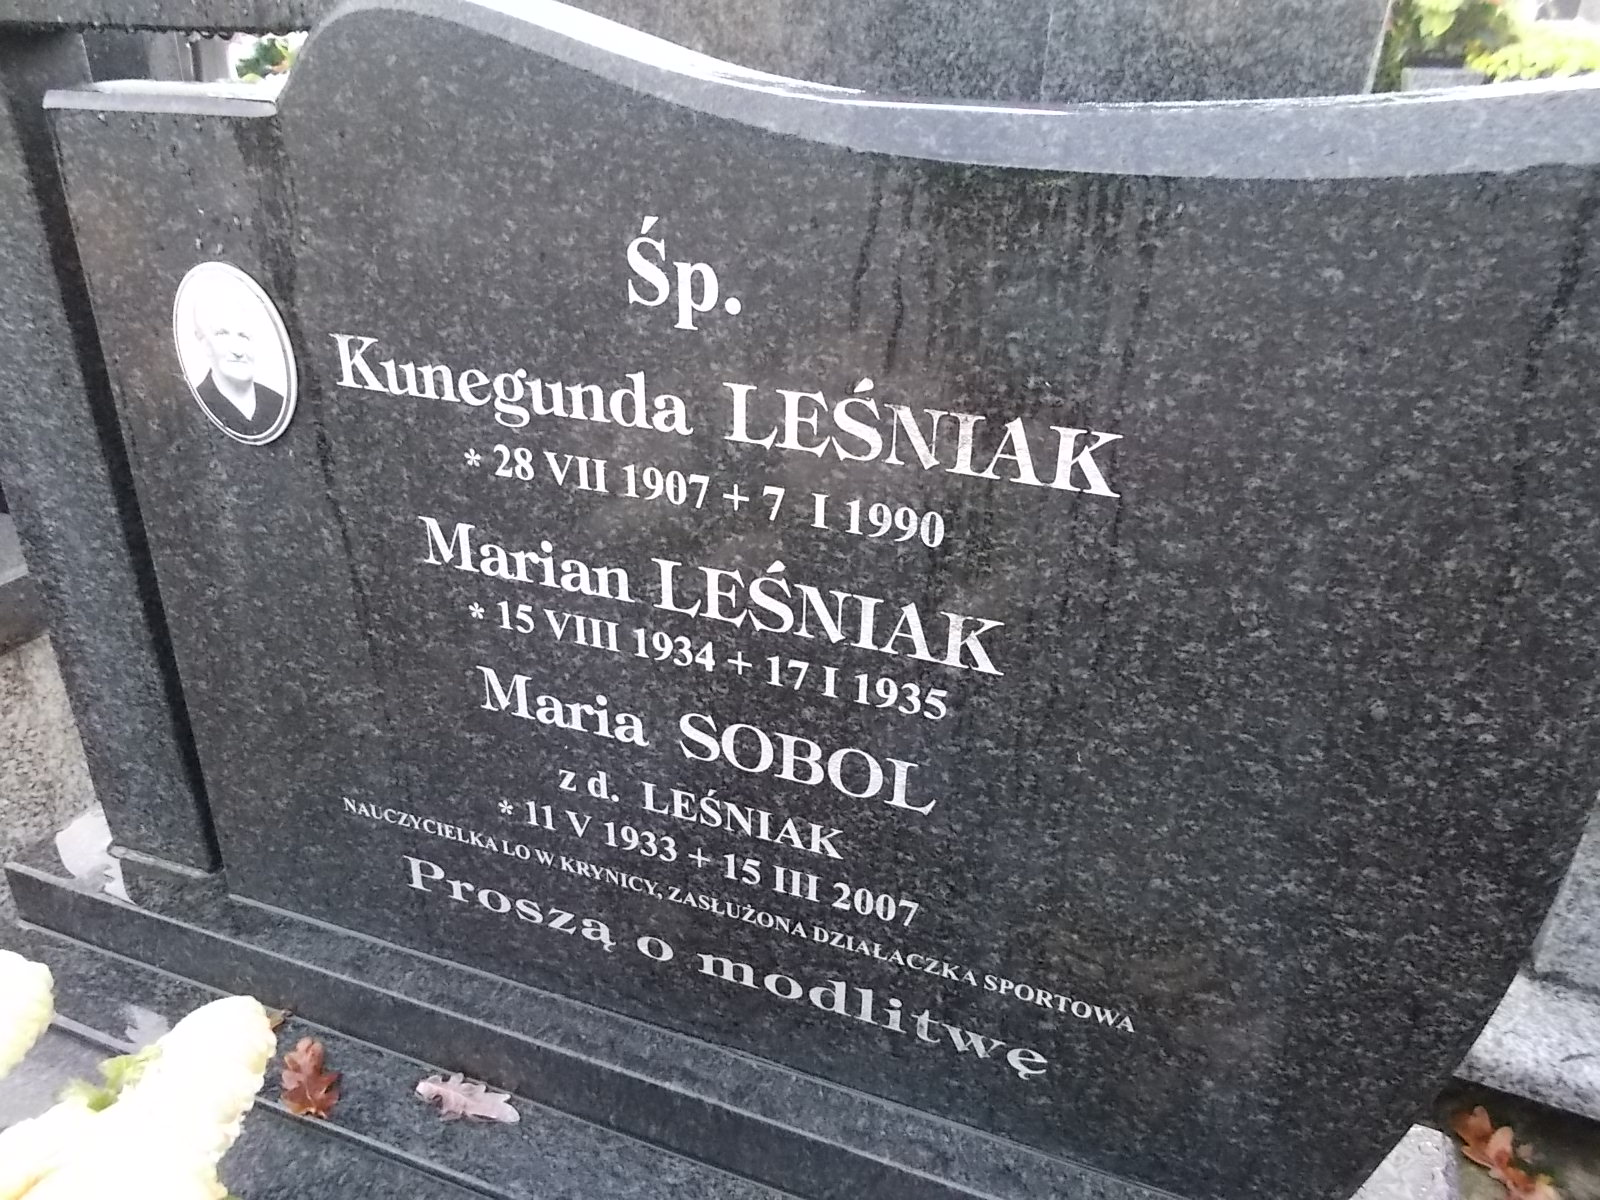 Śp.
Kunegunda LEŚNIAK
* 28 VII 1907 + 7 I 1990
Marian LEŚNIAK
* 15 VIII 1934 + 17 I 1935
Maria SOBOL
z d. LEŚNIAK
* 11 V 1933 + 15 III 2007
NAUCZYCIELKA LO W KRYNICY, ZASŁUŻONA DZIAŁACZKA SPORTOWA
Proszą o modlitwę